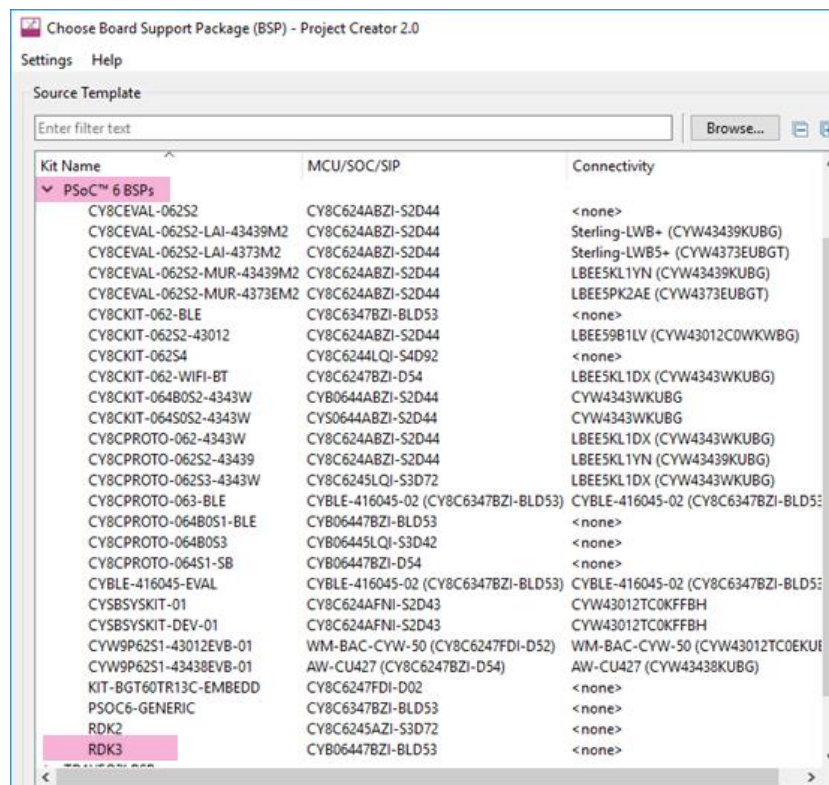 Choose Board Support Package (BSP) - Project Creator 2.0
Settings Help
Source Template
Enter filter text Browse...
Kit Name MCU/SOC/SIP Connectivity
PSoC™ 6 BSPs
CY8CEVAL-062S2 CY8C624ABZI-S2D44 <none>
CY8CEVAL-062S2-LAI-43439M2 CY8C624ABZI-S2D44 Sterling-LWB+ (CYW43439KUBG)
CY8CEVAL-062S2-LAI-4373M2 CY8C624ABZI-S2D44 Sterling-LWB5+ (CYW4373EUBGT)
CY8CEVAL-062S2-MUR-43439M2 CY8C624ABZI-S2D44 LBEE5KL1YN (CYW43439KUBG)
CY8CEVAL-062S2-MUR-4373EM2 CY8C624ABZI-S2D44 LBEE5PK2AE (CYW4373EUBGT)
CY8CKIT-062-BLE CY8C6347BZI-BLD53 <none>
CY8CKIT-062S2-43012 CY8C624ABZI-S2D44 LBEE59B1LV (CYW43012C0WKWBG)
CY8CKIT-062S4 CY8C6244LQI-S4D92 <none>
CY8CKIT-062-WIFI-BT CY8C6247BZI-D54 LBEE5KL1DX (CYW4343WKUBG)
CY8CKIT-064B0S2-4343W CYB0644ABZI-S2D44 CYW4343WKUBG
CY8CKIT-064S0S2-4343W CYS0644ABZI-S2D44 CYW4343WKUBG
CY8CPROTO-062-4343W CY8C624ABZI-S2D44 LBEE5KL1DX (CYW4343WKUBG)
CY8CPROTO-062S2-43439 CY8C624ABZI-S2D44 LBEE5KL1YN (CYW43439KUBG)
CY8CPROTO-062S3-4343W CY8C6245LQI-S3D72 LBEE5KL1DX (CYW4343WKUBG)
CY8CPROTO-063-BLE CYBLE-416045-02 (CY8C6347BZI-BLD53) CYBLE-416045-02 (CY8C6347BZI-BLD53
CY8CPROTO-064B0S1-BLE CYB06447BZI-BLD53 <none>
CY8CPROTO-064B0S3 CYB06445LQI-S3D42 <none>
CY8CPROTO-064S1-SB CYB06447BZI-D54 <none>
CYBLE-416045-EVAL CYBLE-416045-02 (CY8C6347BZI-BLD53) CYBLE-416045-02 (CY8C6347BZI-BLD53
CYSBSYSKIT-01 CY8C624AFNI-S2D43 CYW43012TC0KFFBH
CYSBSYSKIT-DEV-01 CY8C624AFNI-S2D43 CYW43012TC0KFFBH
CYW9P62S1-43012EVB-01 WM-BAC-CYW-50 (CY8C6247FDI-D52) WM-BAC-CYW-50 (CYW43012TC0EKUE
CYW9P62S1-43438EVB-01 AW-CU427 (CY8C6247BZI-D54) AW-CU427 (CYW43438KUBG)
KIT-BGT60TR13C-EMBEDD CY8C6247FDI-D02 <none>
PSOC6-GENERIC CY8C6347BZI-BLD53 <none>
RDK2 CY8C6245AZI-S3D72 <none>
RDK3 CYB06447BZI-BLD53 <none>